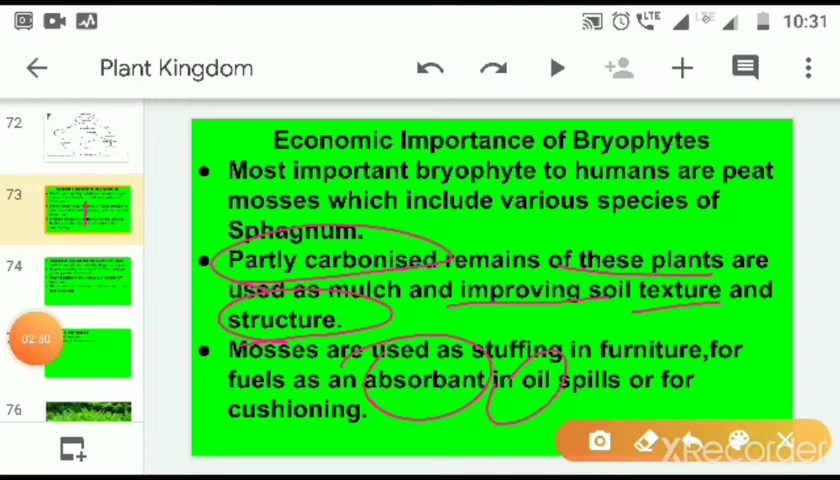 LTE 10:31
Plant Kingdom
72
73
74
76
Economic Importance of Bryophytes
• Most important bryophyte to humans are peat
mosses which include various species of
Sphagnum.
• Partly carbonised remains of these plants are
used as mulch and improving soil texture and
structure.
• Mosses are used as stuffing in furniture,for
fuels as an absorbant in oil spills or for
cushioning.
XRecorder